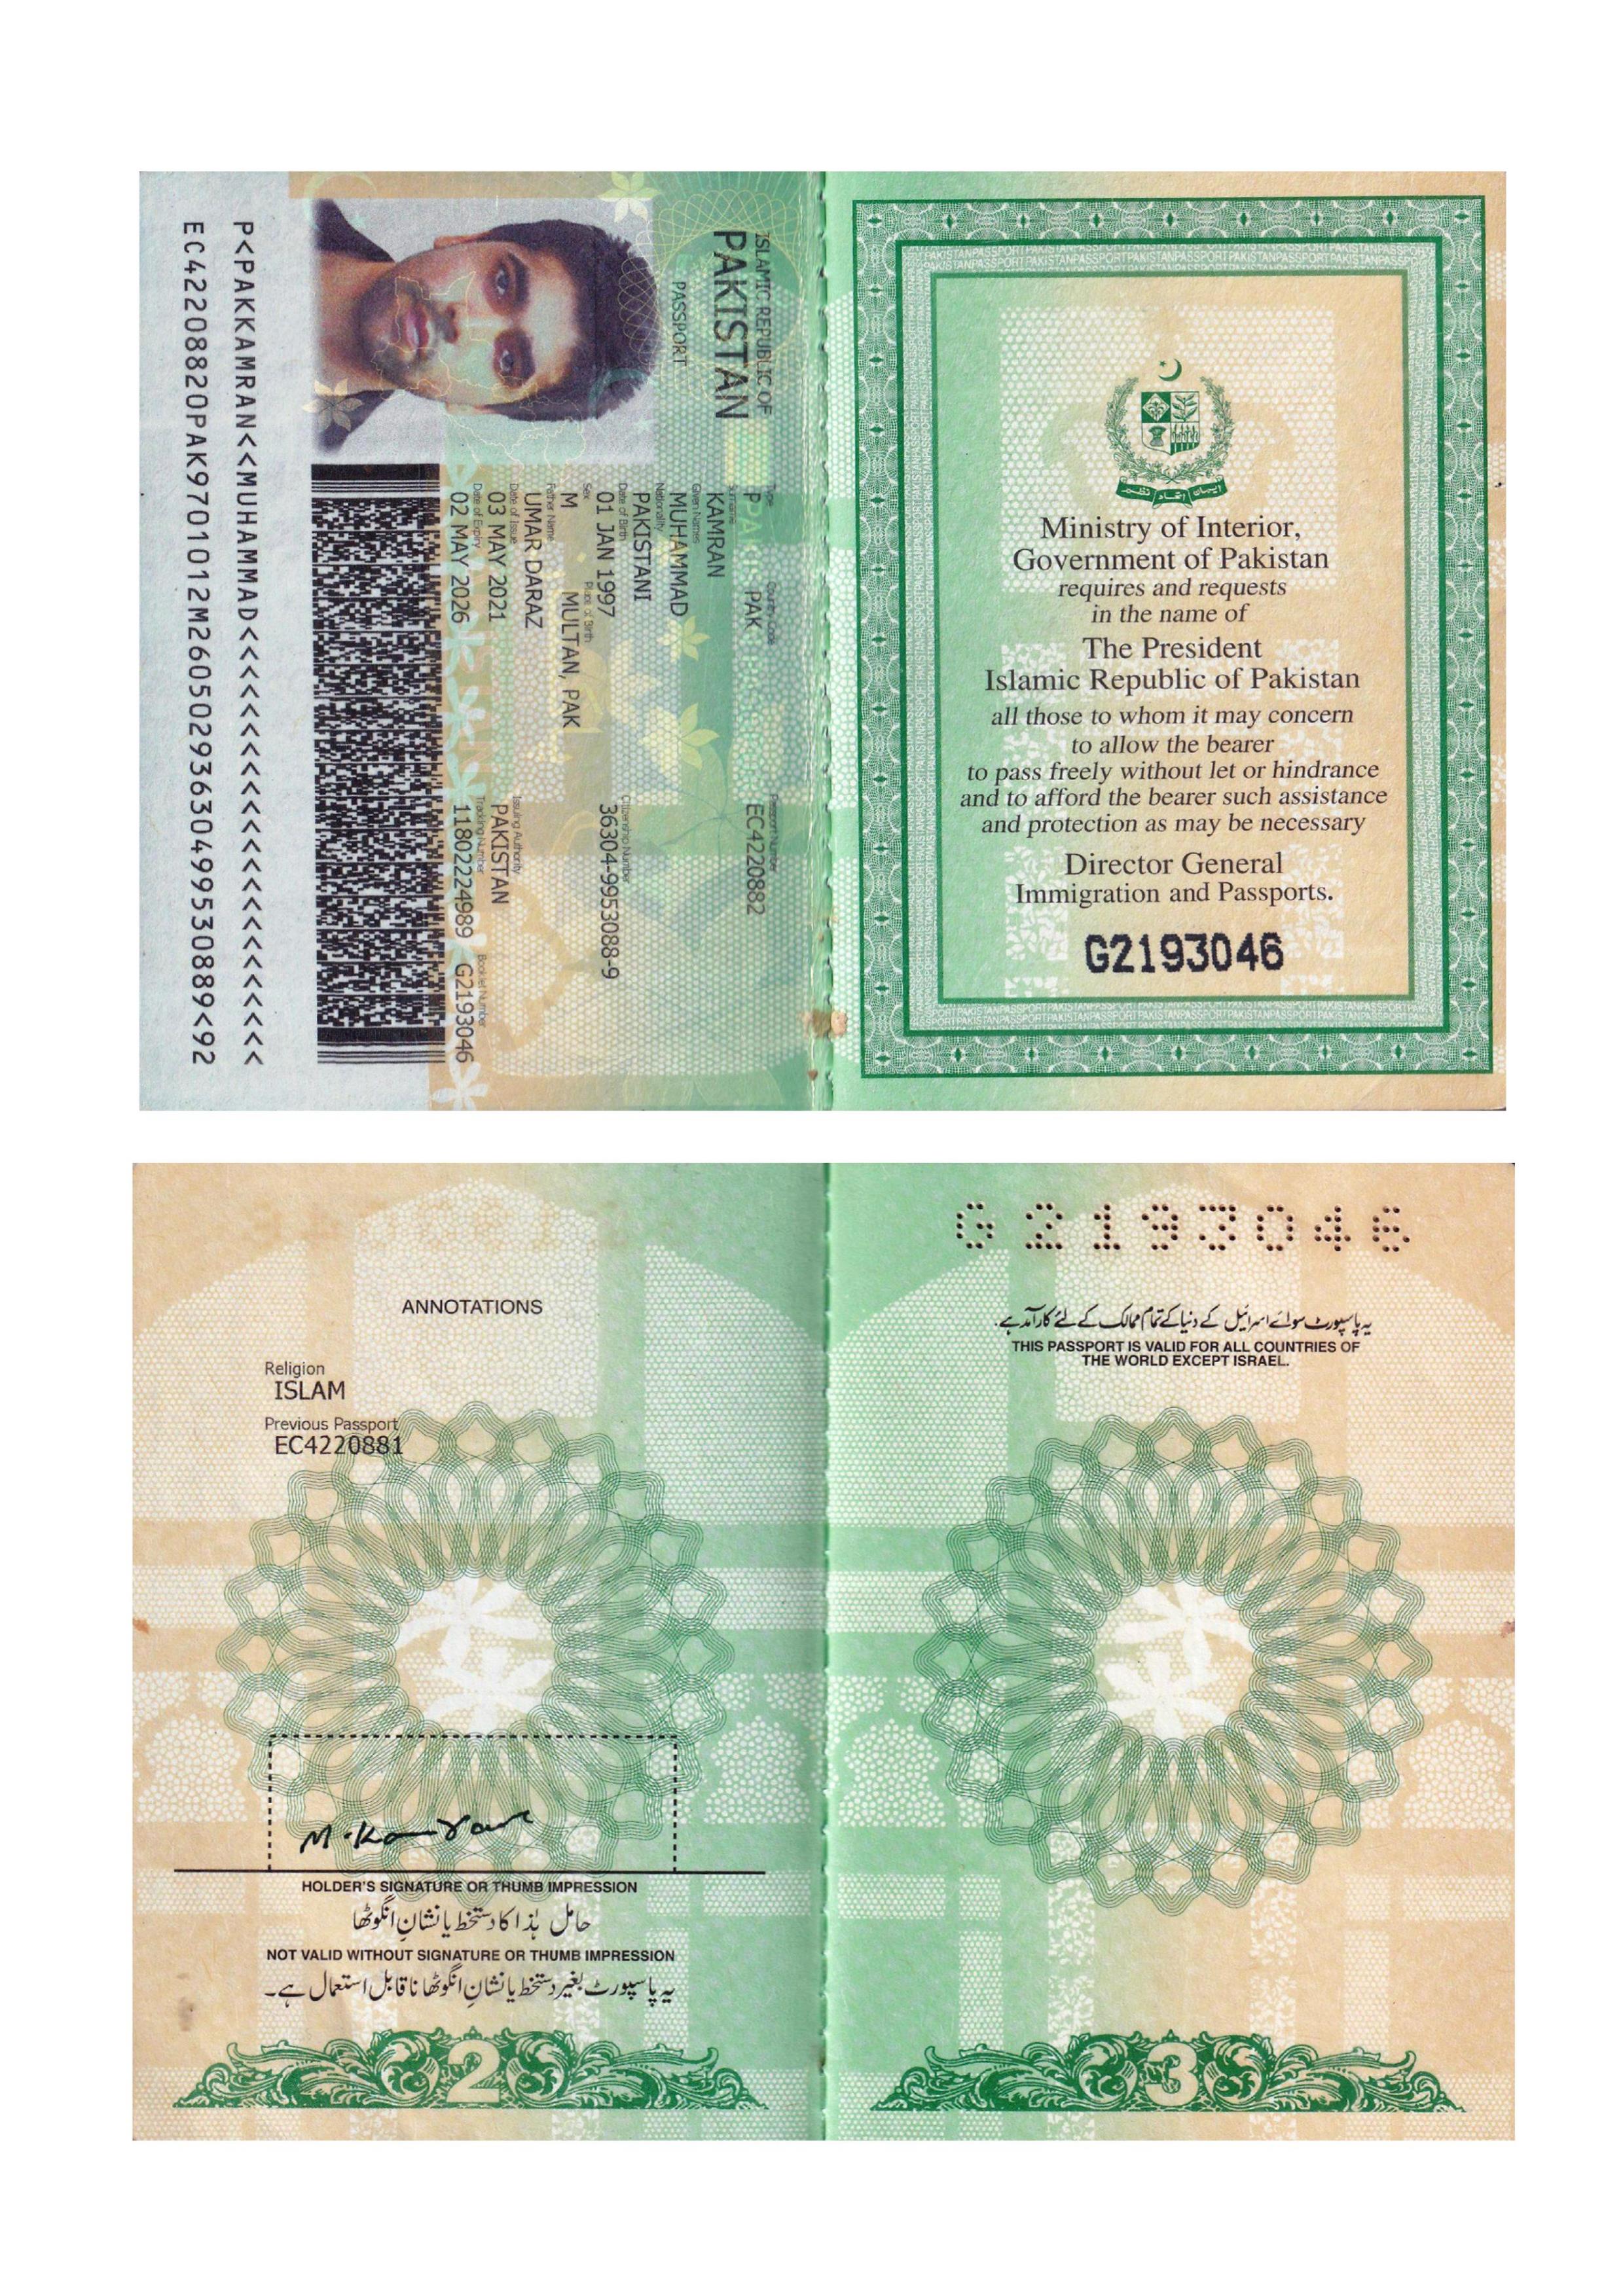 ISLAMIC REPUBLIC OF
PAKISTAN
PASSPORT
Type
Country Code
Passport Number
P
PAK
EC4220882
Surname
KAMRAN
Given Names
MUHAMMAD
Nationality
PAKISTANI
Date of Birth
Citizenship Number
01 JAN 1997
36304-9953088-9
Sex
Place of Birth
M
MULTAN, PAK
Father Name
UMAR DARAZ
Date of Issue
Issuing Authority
03 MAY 2021
PAKISTAN
Date of Expiry
Tracking Number
Booklet Number
02 MAY 2026
11802224989
G2193046
P<PAKKAMRAN<<MUHAMMAD<<<<<<<<<<<<<<<<<<<<<<<
EC42208820PAK9701012M26050293630499530889<92
ایمان اتحاد نظم
Ministry of Interior,
Government of Pakistan
requires and requests
in the name of
The President
Islamic Republic of Pakistan
all those to whom it may concern
to allow the bearer
to pass freely without let or hindrance
and to afford the bearer such assistance
and protection as may be necessary
Director General
Immigration and Passports.
G2193046
ANNOTATIONS
Religion
ISLAM
Previous Passport
EC4220881
M.Kamran
HOLDER'S SIGNATURE OR THUMB IMPRESSION
حامل ہٰذا کا دستخط یا نشانِ انگوٹھا
NOT VALID WITHOUT SIGNATURE OR THUMB IMPRESSION
یہ پاسپورٹ بغیر دستخط یا نشانِ انگوٹھا ناقابل استعمال ہے۔
2
G2193046
یہ پاسپورٹ سوائے اسرائیل کے دنیا کے تمام ممالک کے لئے کارآمد ہے۔
THIS PASSPORT IS VALID FOR ALL COUNTRIES OF
THE WORLD EXCEPT ISRAEL.
3